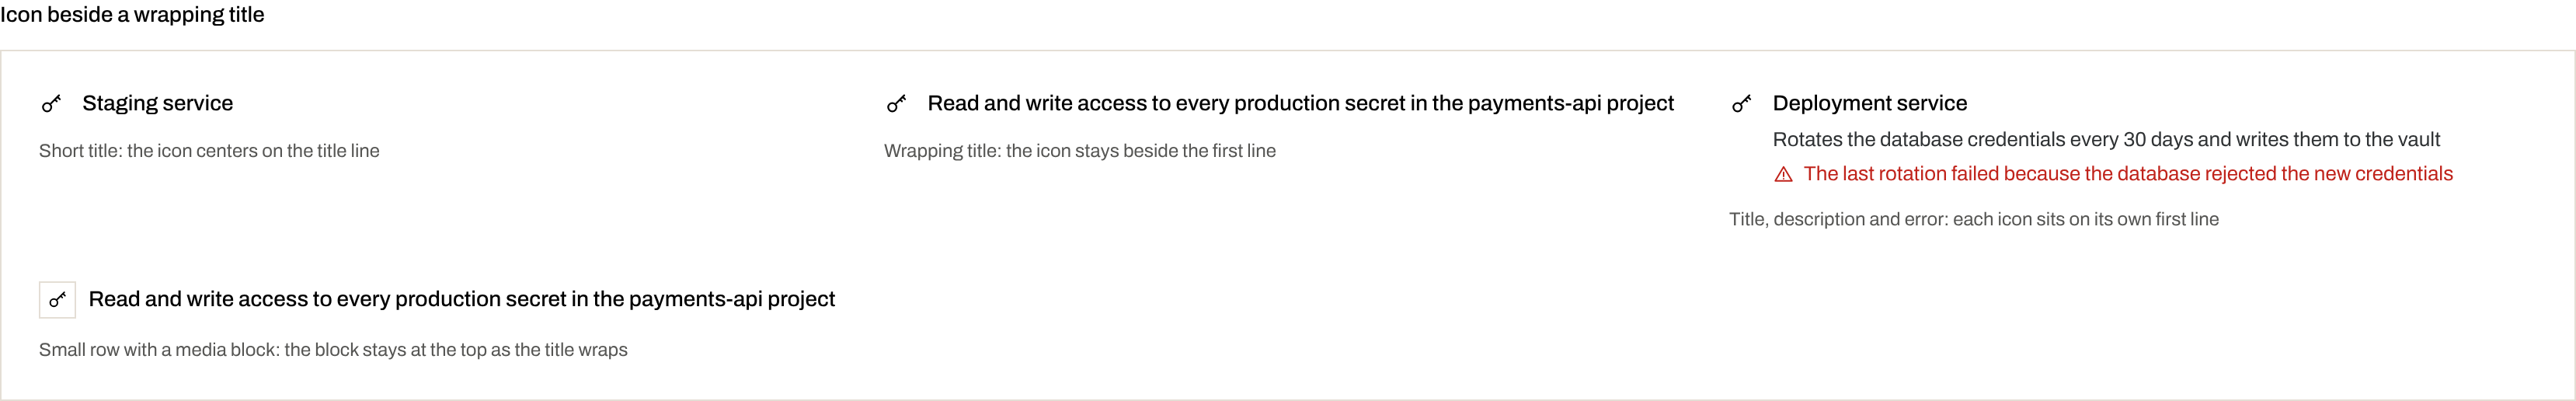 Icon beside a wrapping title
Staging service
Short title: the icon centers on the title line
Read and write access to every production secret in the payments-api project
Wrapping title: the icon stays beside the first line
Deployment service
Rotates the database credentials every 30 days and writes them to the vault
The last rotation failed because the database rejected the new credentials
Title, description and error: each icon sits on its own first line
Read and write access to every production secret in the payments-api project
Small row with a media block: the block stays at the top as the title wraps